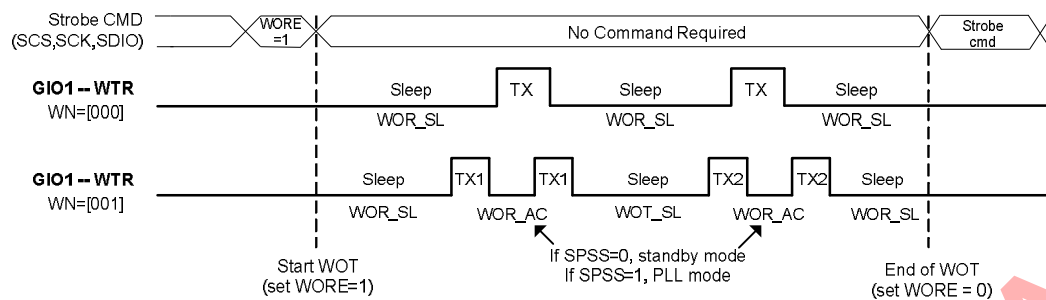 Strobe CMD
(SCS,SCK,SDIO)
WORE
=1
No Command Required
Strobe
cmd
GIO1 -- WTR
WN=[000]
Sleep
TX
Sleep
TX
Sleep
WOR_SL
WOR_SL
WOR_SL
GIO1 -- WTR
WN=[001]
Sleep
TX1
TX1
Sleep
TX2
TX2
Sleep
WOR_SL
WOR_AC
WOT_SL
WOR_AC
WOR_SL
If SPSS=0, standby mode
If SPSS=1, PLL mode
Start WOT
(set WORE=1)
End of WOT
(set WORE = 0)